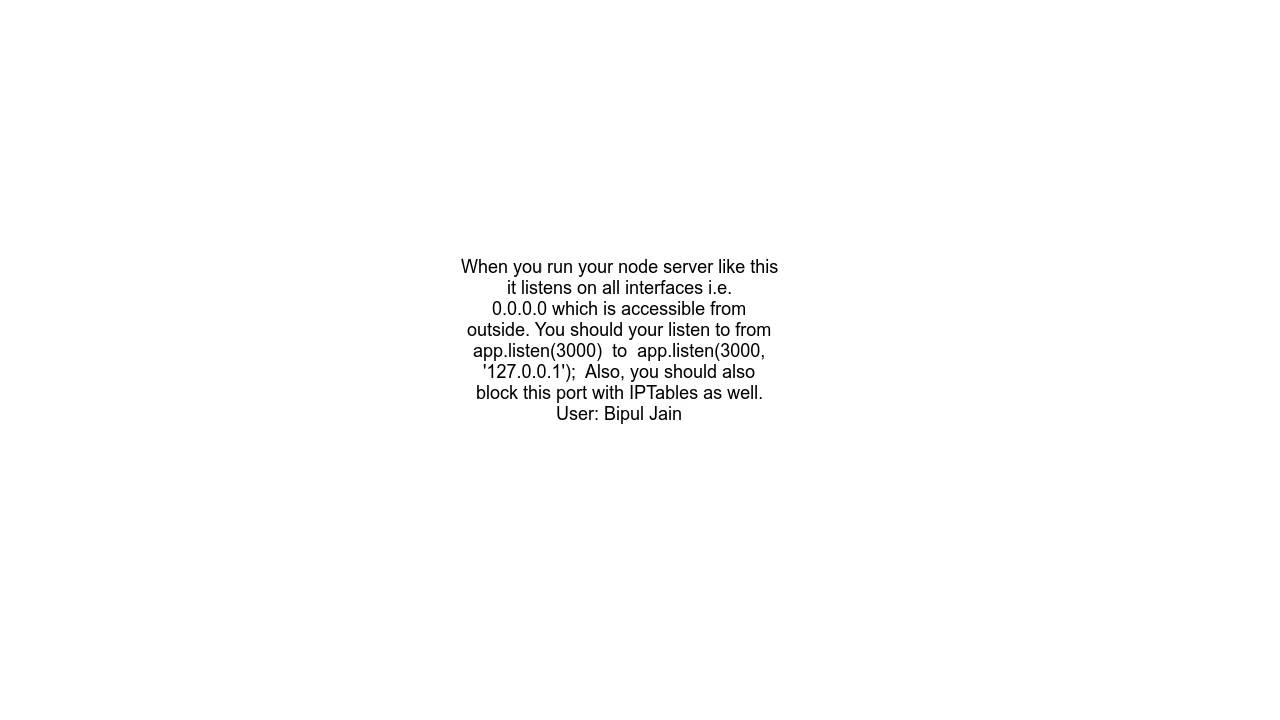 When you run your node server like this
it listens on all interfaces i.e.
0.0.0.0 which is accessible from
outside. You should your listen to from
app.listen(3000)  to  app.listen(3000,
'127.0.0.1');  Also, you should also
block this port with IPTables as well.
User: Bipul Jain